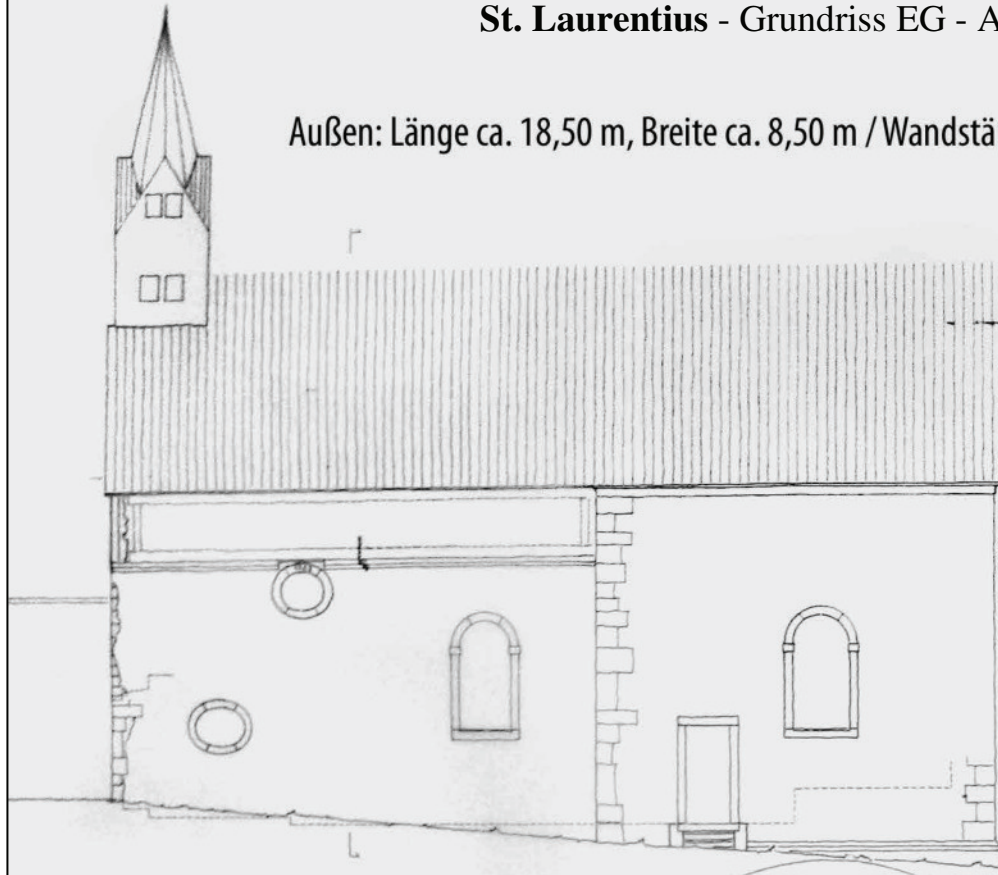 St. Laurentius - Grundriss EG - A
Außen: Länge ca. 18,50 m, Breite ca. 8,50 m / Wandstä